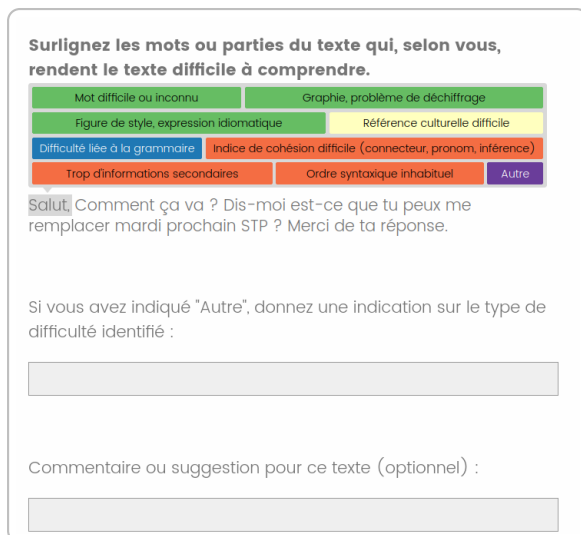 Surlignez les mots ou parties du texte qui, selon vous,
rendent le texte difficile à comprendre.
Mot difficile ou inconnu
Graphie, problème de déchiffrage
Figure de style, expression idiomatique
Référence culturelle difficile
Difficulté liée à la grammaire
Indice de cohésion difficile (connecteur, pronom, inférence)
Trop d'informations secondaires
Ordre syntaxique inhabituel
Autre
Salut, Comment ça va ? Dis-moi est-ce que tu peux me
remplacer mardi prochain STP ? Merci de ta réponse.
Si vous avez indiqué "Autre", donnez une indication sur le type de
difficulté identifié :
Commentaire ou suggestion pour ce texte (optionnel) :